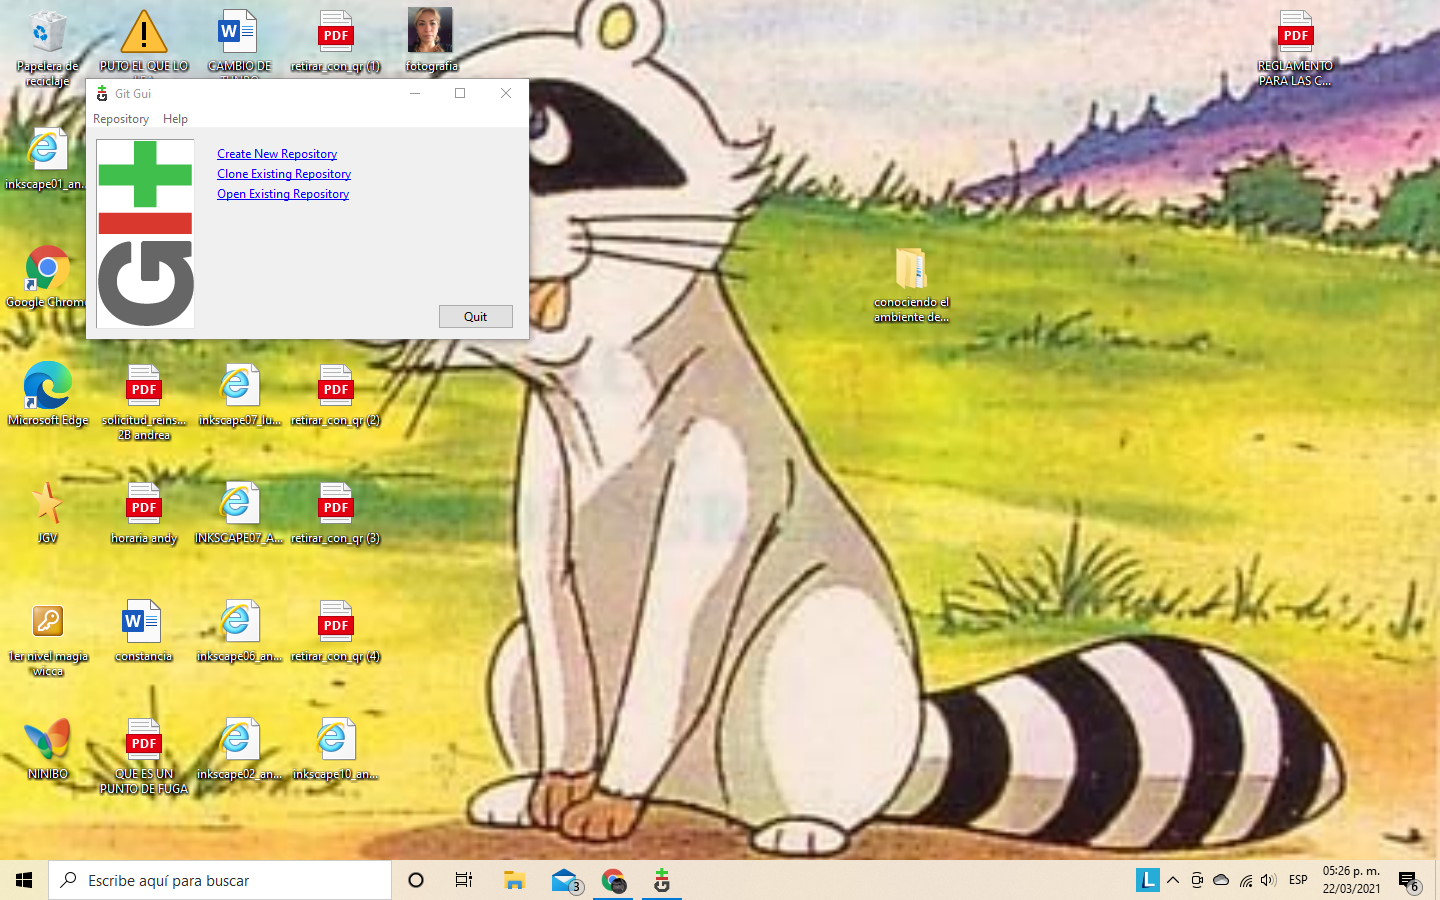 Papelera de
reciclaje
PUTO EL QUE LO
CAMBIO DE
PDF
retirar_con_qr (1)
fotografia
PDF
REGLAMENTO
PARA LAS C...
Git Gui
Repository Help
Create New Repository
Clone Existing Repository
Open Existing Repository
Quit
inkscape01_an...
Google Chrome
conociendo el
ambiente de...
Microsoft Edge
PDF
solicitud_reins...
2B andrea
inkscape07_lu...
PDF
retirar_con_qr (2)
JGV
PDF
horaria andy
INKSCAPE07_A...
PDF
retirar_con_qr (3)
1er nivel magia
wicca
constancia
inkscape06_an...
PDF
retirar_con_qr (4)
NINIBO
PDF
QUE ES UN
PUNTO DE FUGA
inkscape02_an...
inkscape10_an...
Escribe aquí para buscar
3
L
ESP
05:26 p. m.
22/03/2021
6